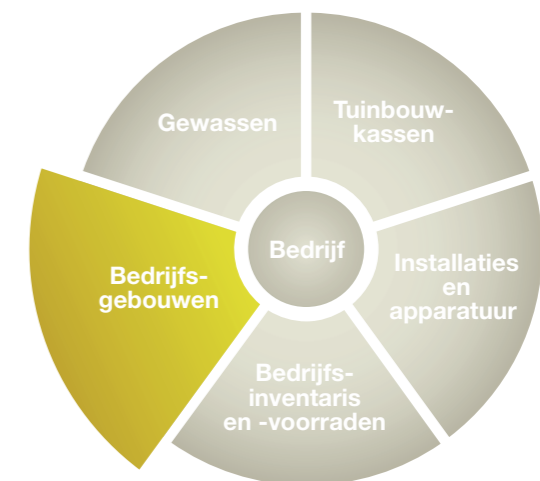 Gewassen
Tuinbouw-
kassen
Bedrijf
Installaties
en
apparatuur
Bedrijfs-
gebouwen
Bedrijfs-
inventaris
en -voorraden